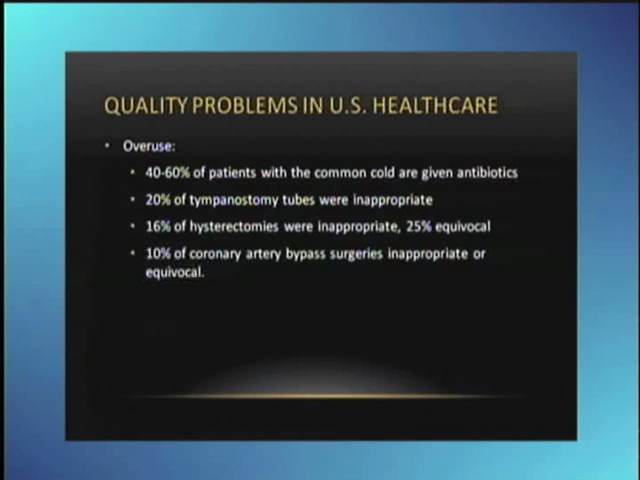 QUALITY PROBLEMS IN U.S. HEALTHCARE
• Overuse:
• 40-60% of patients with the common cold are given antibiotics
• 20% of tympanostomy tubes were inappropriate
• 16% of hysterectomies were inappropriate, 25% equivocal
• 10% of coronary artery bypass surgeries inappropriate or
equivocal.